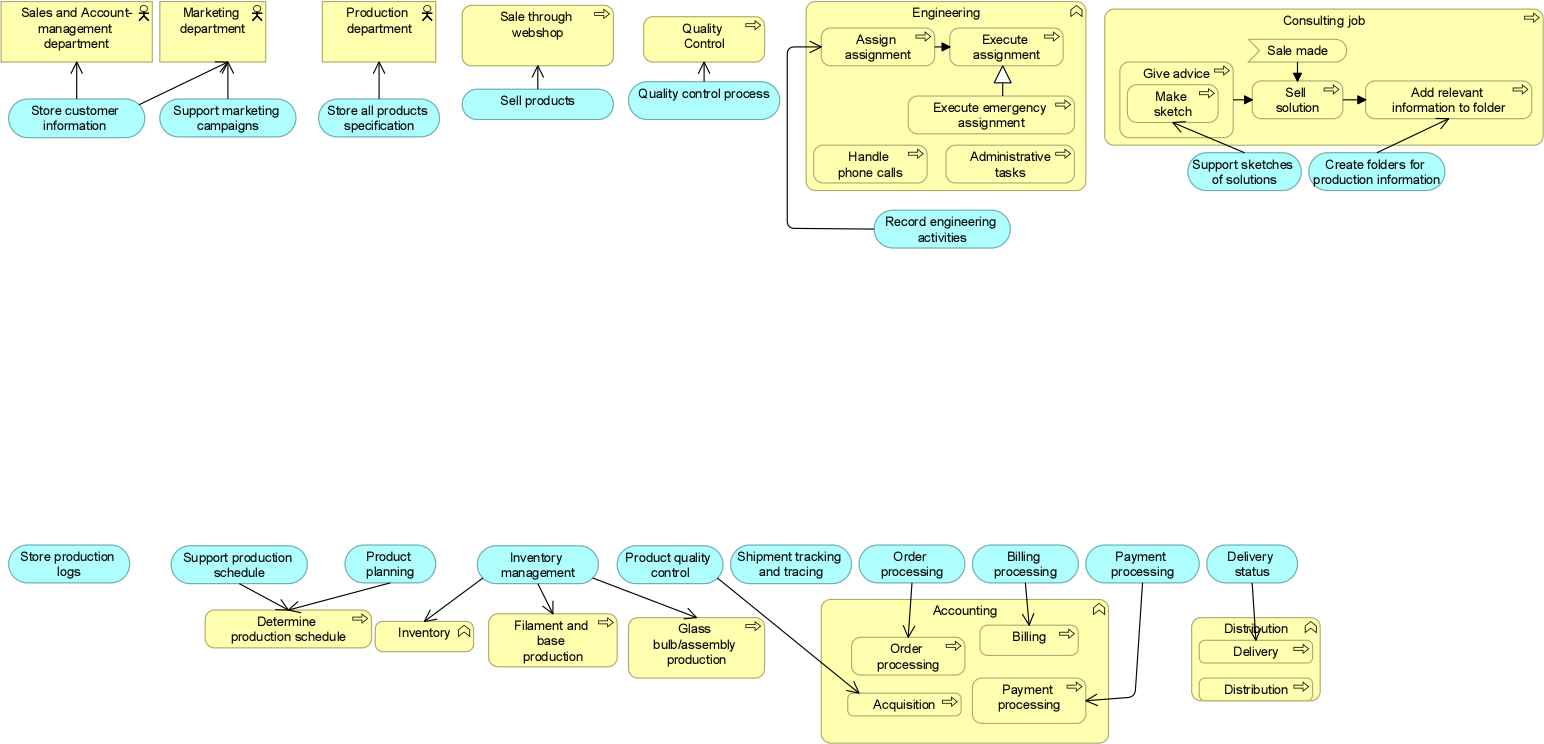 Sales and Account-
management
department
Marketing
department
Production
department
Sale through
webshop
Quality
Control
Engineering
Assign
assignment
Execute
assignment
Execute emergency
assignment
Handle
phone calls
Administrative
tasks
Consulting job
Sale made
Give advice
Make
sketch
Sell
solution
Add relevant
information to folder
Store customer
information
Support marketing
campaigns
Store all products
specification
Sell products
Quality control process
Support sketches
of solutions
Create folders for
production information
Record engineering
activities
Store production
logs
Support production
schedule
Product
planning
Inventory
management
Product quality
control
Shipment tracking
and tracing
Order
processing
Billing
processing
Payment
processing
Delivery
status
Determine
production schedule
Inventory
Filament and
base
production
Glass
bulb/assembly
production
Accounting
Order
processing
Billing
Acquisition
Payment
processing
Distribution
Delivery
Distribution